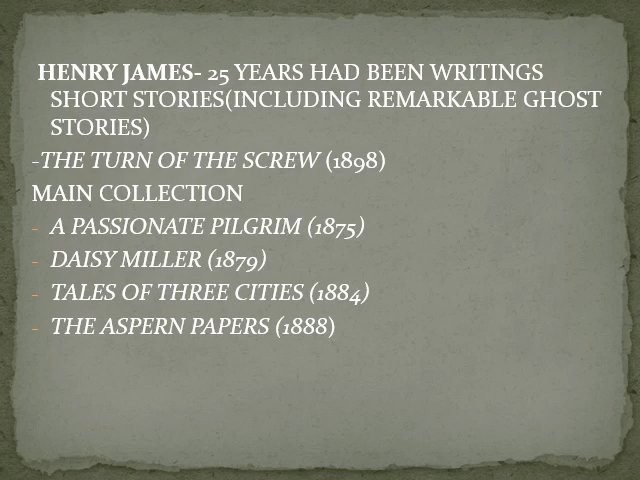 HENRY JAMES- 25 YEARS HAD BEEN WRITINGS
SHORT STORIES(INCLUDING REMARKABLE GHOST
STORIES)
-THE TURN OF THE SCREW (1898)
MAIN COLLECTION
- A PASSIONATE PILGRIM (1875)
- DAISY MILLER (1879)
- TALES OF THREE CITIES (1884)
- THE ASPERN PAPERS (1888)